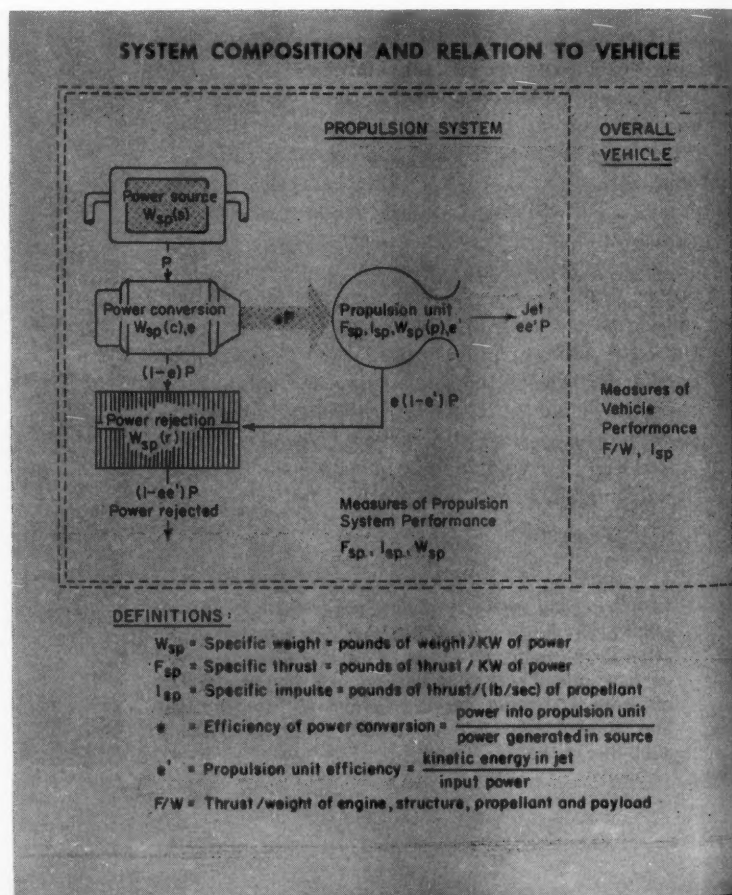 SYSTEM COMPOSITION AND RELATION TO VEHICLE
PROPULSION SYSTEM
OVERALL
VEHICLE
Power source
Wsp(s)
P
Power conversion
Wsp(c),e
eP
Propulsion unit
Fsp, Isp, Wsp(p), e'
Jet
ee' P
(1-e)P
Power rejection
Wsp(r)
e(1-e')P
(1-ee')P
Power rejected
Measures of Propulsion
System Performance
Fsp, Isp, Wsp
Measures of
Vehicle
Performance
F/W, Isp
DEFINITIONS:
Wsp = Specific weight = pounds of weight/KW of power
Fsp = Specific thrust = pounds of thrust / KW of power
Isp = Specific impulse = pounds of thrust/(lb/sec) of propellant
e = Efficiency of power conversion = power into propulsion unit
power generated in source
e' = Propulsion unit efficiency = kinetic energy in jet
input power
F/W = Thrust/weight of engine, structure, propellant and payload